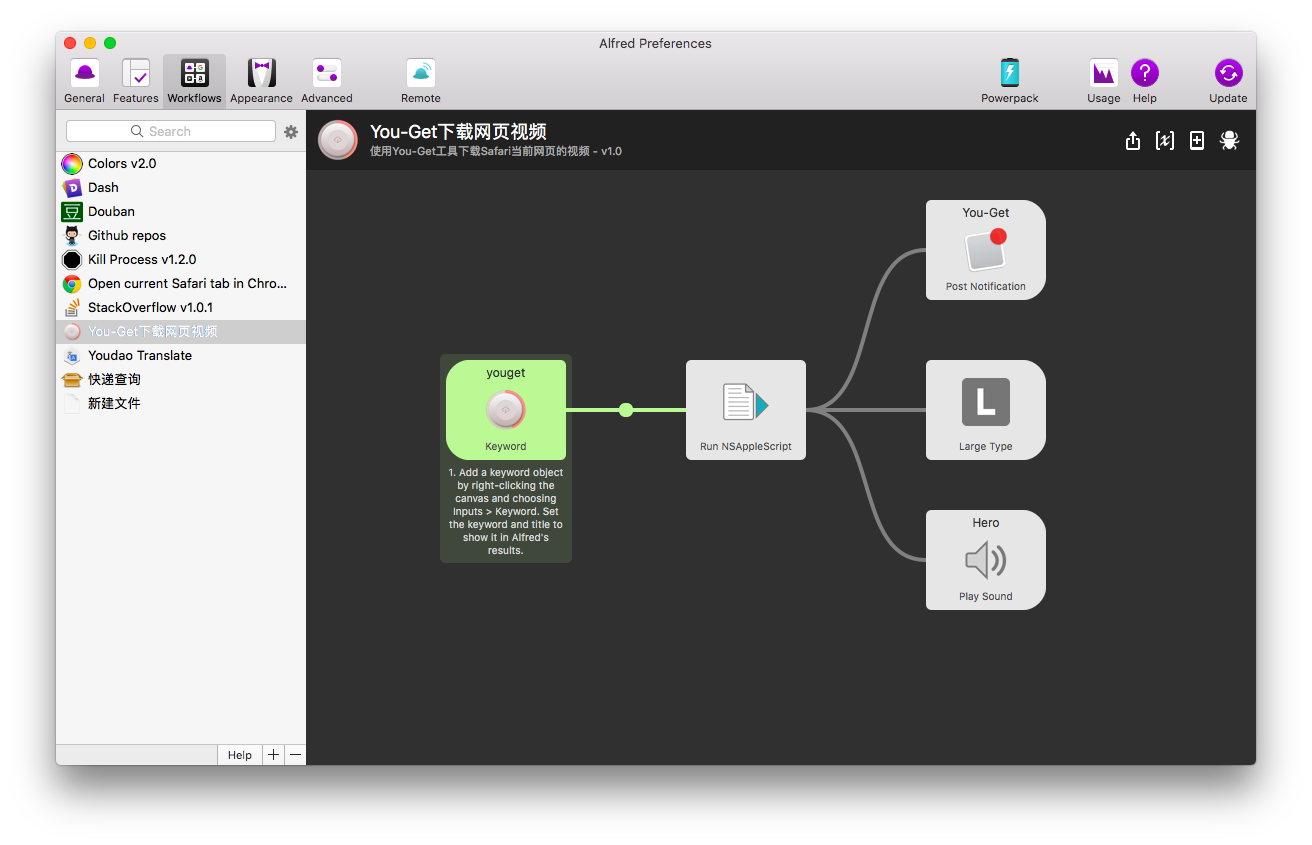 Alfred Preferences
General
Features
Workflows
Appearance
Advanced
Remote
Powerpack
Usage
Help
Update
Search
Colors v2.0
Dash
Douban
Github repos
Kill Process v1.2.0
Open current Safari tab in Chro...
StackOverflow v1.0.1
You-Get下载网页视频
Youdao Translate
快递查询
新建文件
Help
You-Get下载网页视频
使用You-Get工具下载Safari当前网页的视频 - v1.0
youget
Keyword
1. Add a keyword object
by right-clicking the
canvas and choosing
Inputs > Keyword. Set
the keyword and title to
show it in Alfred's
results.
Run NSAppleScript
You-Get
Post Notification
L
Large Type
Hero
Play Sound